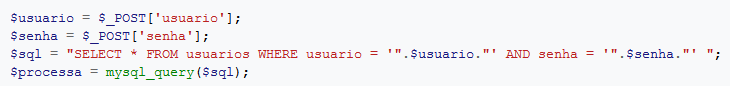 $usuario = $_POST['usuario'];
$senha = $_POST['senha'];
$sql = "SELECT * FROM usuarios WHERE usuario = '".$usuario."' AND senha = '".$senha."' ";
$processa = mysql_query($sql);